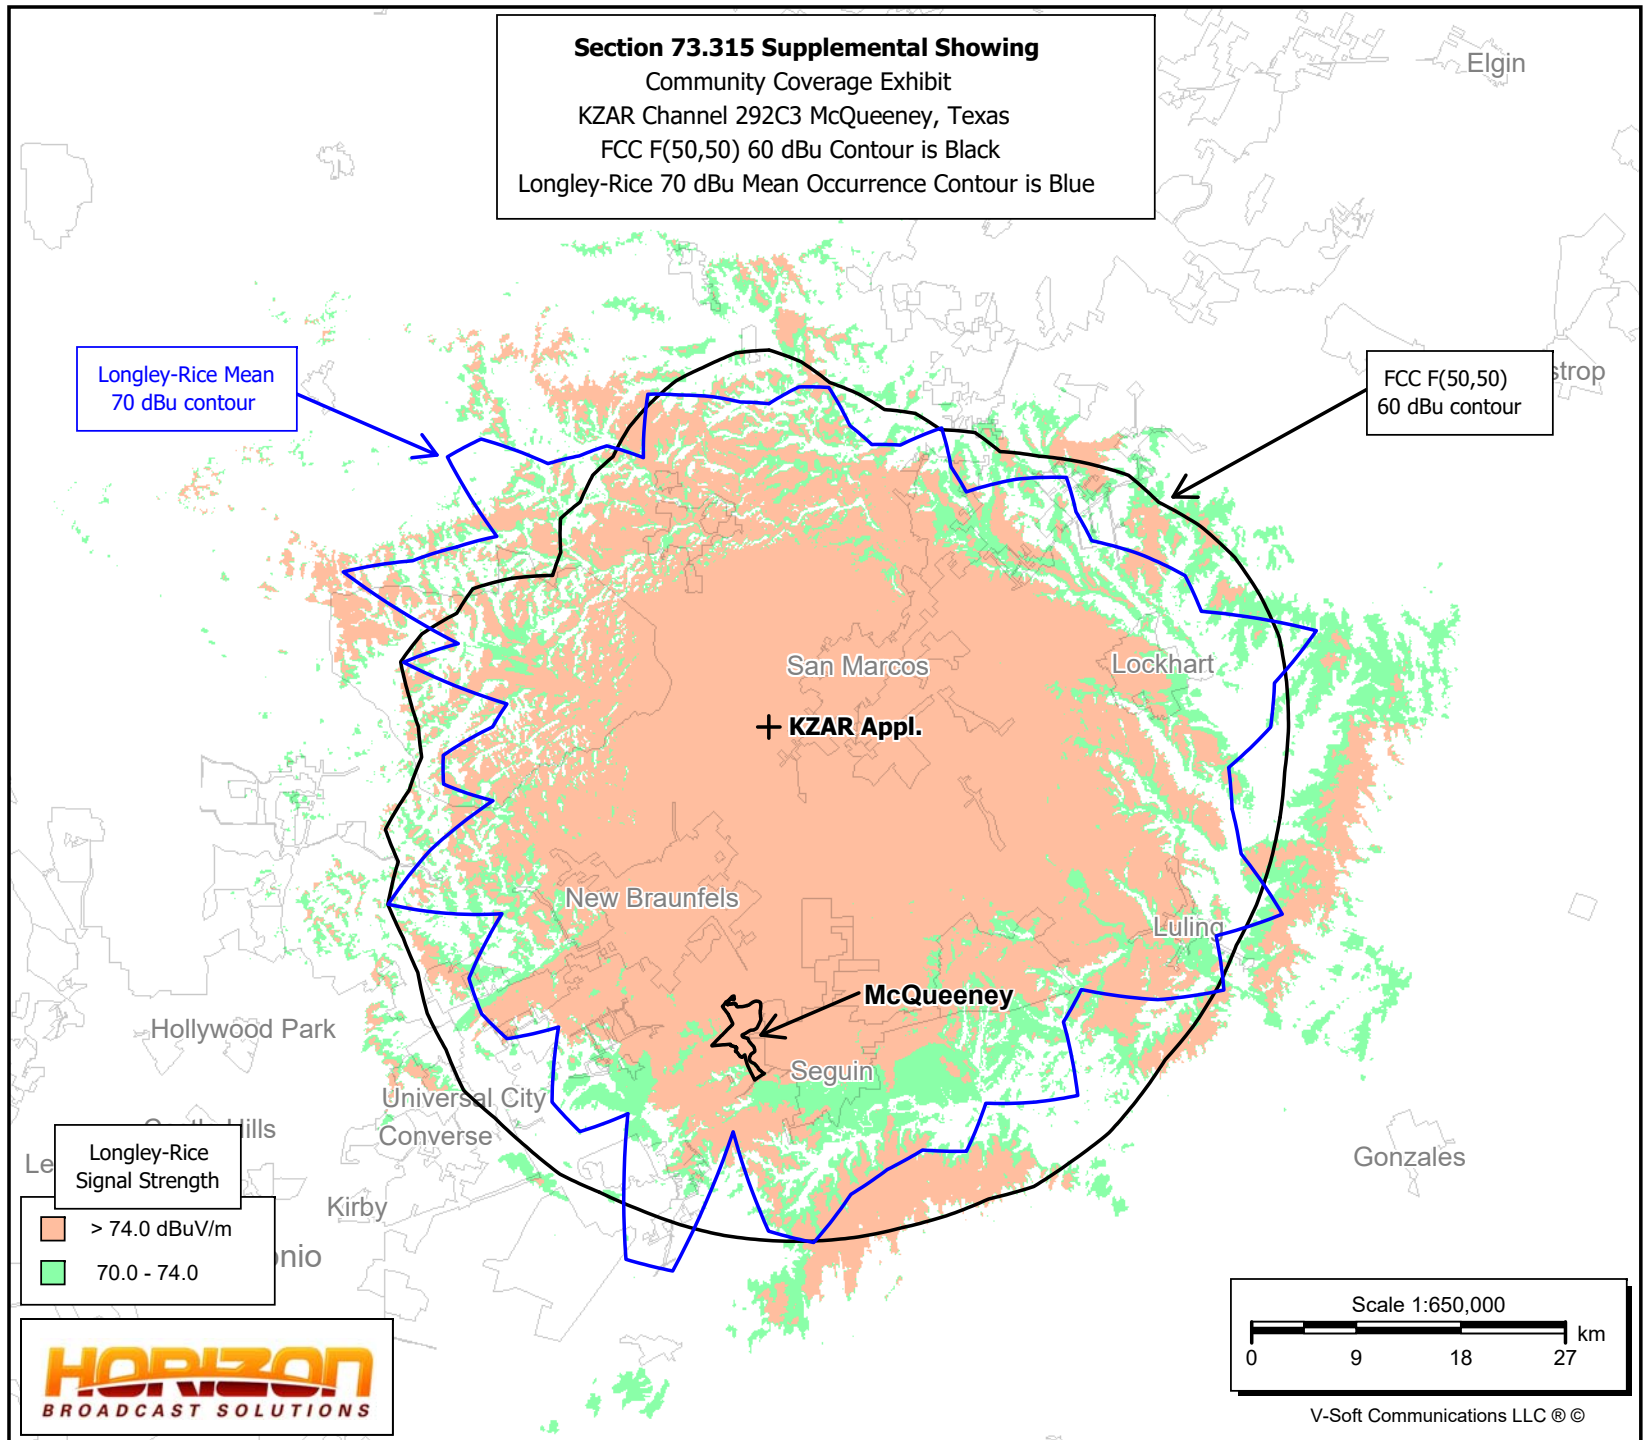 Section 73.315 Supplemental Showing
Community Coverage Exhibit
KZAR Channel 292C3 McQueeney, Texas
FCC F(50,50) 60 dBu Contour is Black
Longley-Rice 70 dBu Mean Occurrence Contour is Blue
Elgin
Longley-Rice Mean
70 dBu contour
FCC F(50,50)
60 dBu contour
strop
San Marcos
Lockhart
KZAR Appl.
New Braunfels
Luling
McQueeney
Hollywood Park
Seguin
Universal City
Converse
Hills
Le
Gonzales
Kirby
onio
Longley-Rice
Signal Strength
> 74.0 dBuV/m
70.0 - 74.0
HORIZON
BROADCAST SOLUTIONS
Scale 1:650,000
km
0 9 18 27
V-Soft Communications LLC ® ©